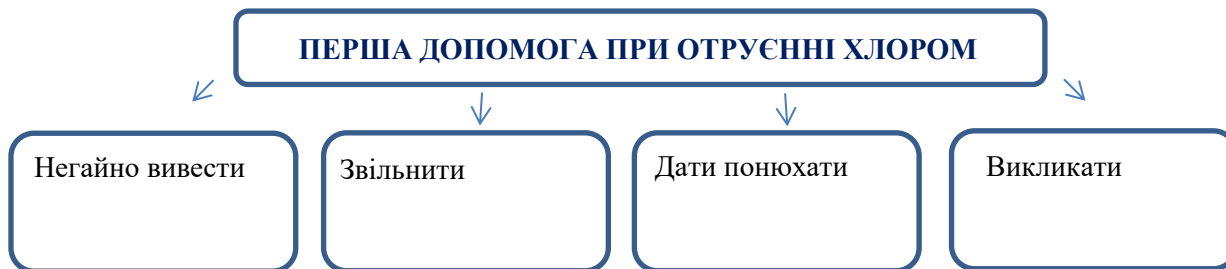 ПЕРША ДОПОМОГА ПРИ ОТРУЄННІ ХЛОРОМ
Негайно вивести
Звільнити
Дати понюхати
Викликати